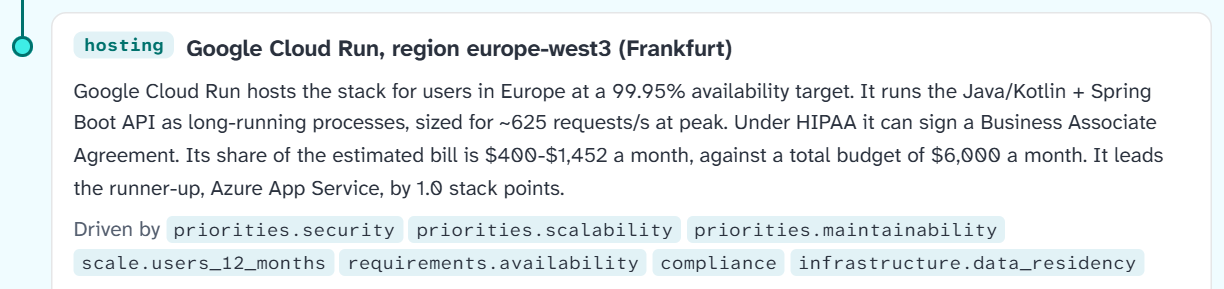 hosting Google Cloud Run, region europe-west3 (Frankfurt)
Google Cloud Run hosts the stack for users in Europe at a 99.95% availability target. It runs the Java/Kotlin + Spring
Boot API as long-running processes, sized for ~625 requests/s at peak. Under HIPAA it can sign a Business Associate
Agreement. Its share of the estimated bill is $400-$1,452 a month, against a total budget of $6,000 a month. It leads
the runner-up, Azure App Service, by 1.0 stack points.
Driven by priorities.security priorities.scalability priorities.maintainability
scale.users_12_months requirements.availability compliance infrastructure.data_residency